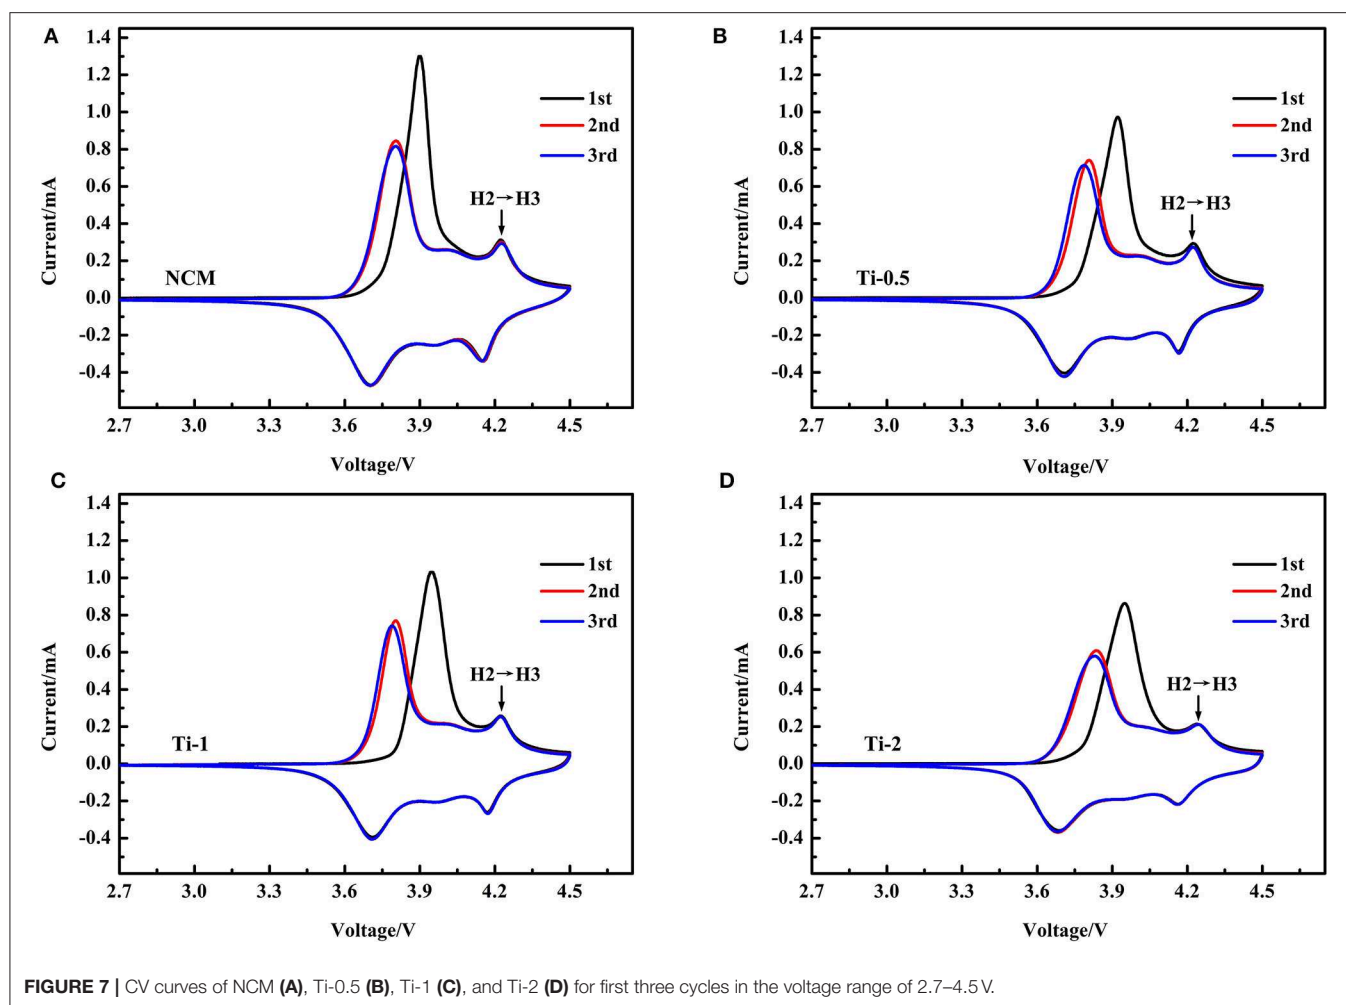 A
1.4
1.2
1.0
0.8
0.6
0.4
0.2
0.0
-0.2
-0.4
Current/mA
1st
2nd
3rd
H2→H3
NCM
2.7 3.0 3.3 3.6 3.9 4.2 4.5
Voltage/V
B
1.4
1.2
1.0
0.8
0.6
0.4
0.2
0.0
-0.2
-0.4
Current/mA
1st
2nd
3rd
H2→H3
Ti-0.5
2.7 3.0 3.3 3.6 3.9 4.2 4.5
Voltage/V
C
1.4
1.2
1.0
0.8
0.6
0.4
0.2
0.0
-0.2
-0.4
Current/mA
1st
2nd
3rd
H2→H3
Ti-1
2.7 3.0 3.3 3.6 3.9 4.2 4.5
Voltage/V
D
1.4
1.2
1.0
0.8
0.6
0.4
0.2
0.0
-0.2
-0.4
Current/mA
1st
2nd
3rd
H2→H3
Ti-2
2.7 3.0 3.3 3.6 3.9 4.2 4.5
Voltage/V
FIGURE 7 | CV curves of NCM (A), Ti-0.5 (B), Ti-1 (C), and Ti-2 (D) for first three cycles in the voltage range of 2.7–4.5 V.